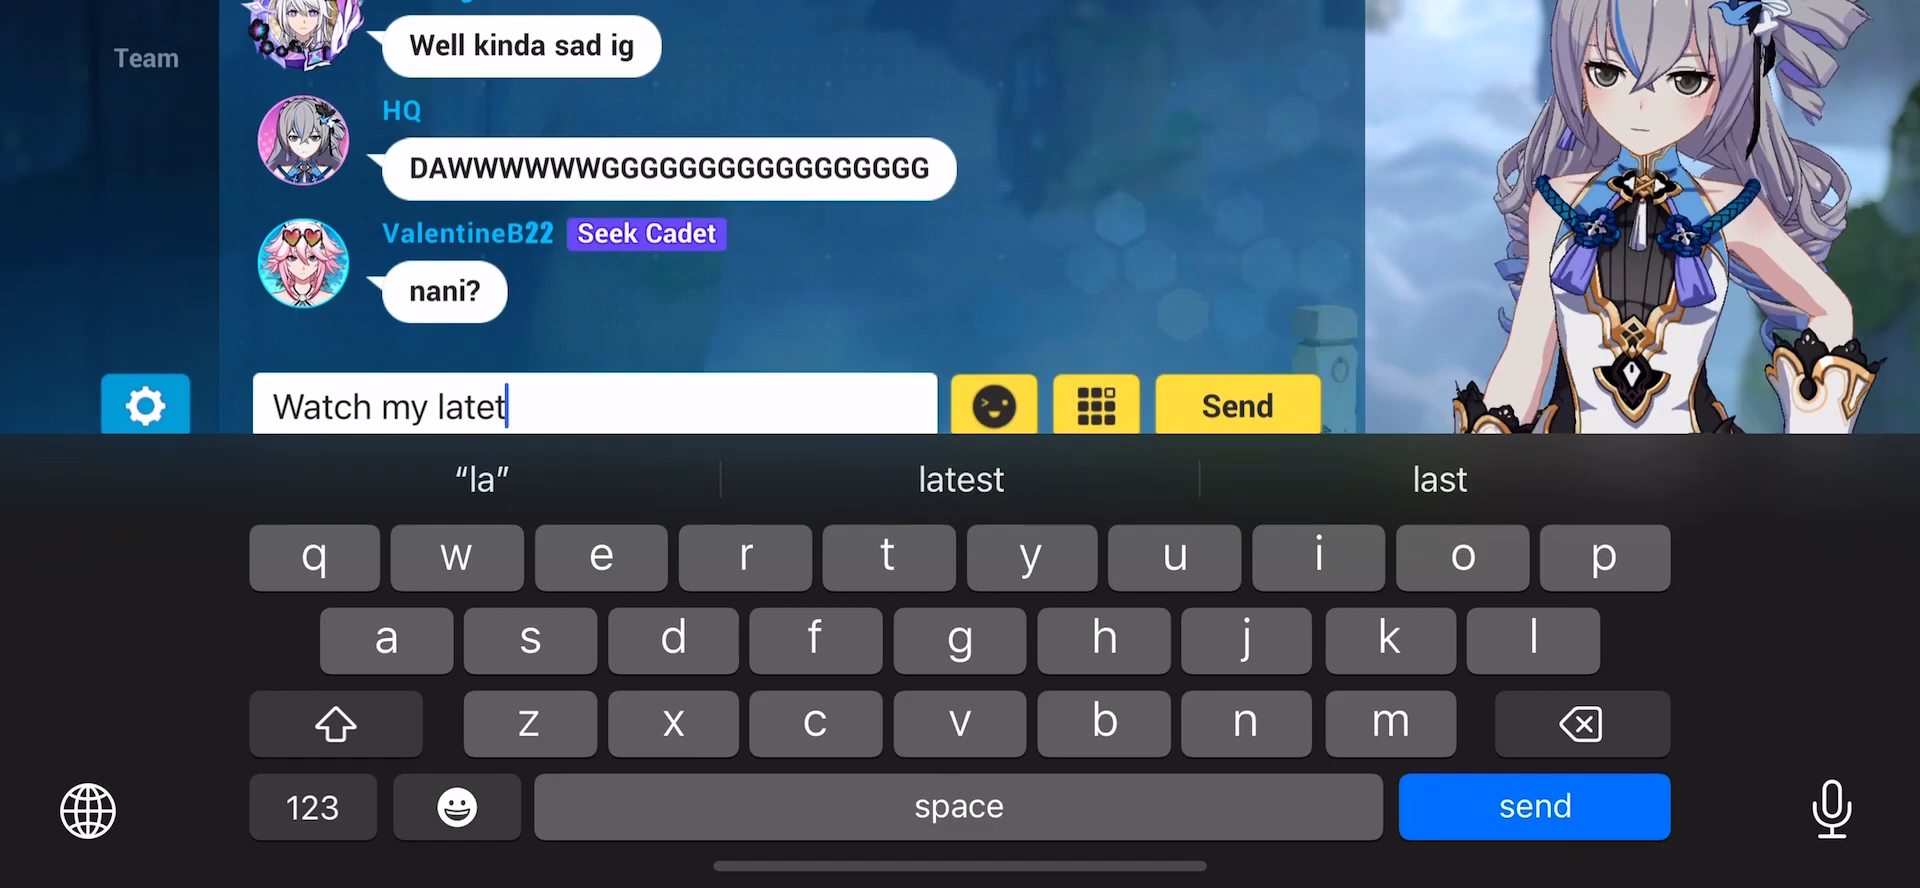 Team
Well kinda sad ig
HQ
DAWWWWWWGGGGGGGGGGGGGGGGG
ValentineB22 Seek Cadet
nani?
Watch my latet
Send
“la” latest last
q w e r t y u i o p
a s d f g h j k l
z x c v b n m
123 space send